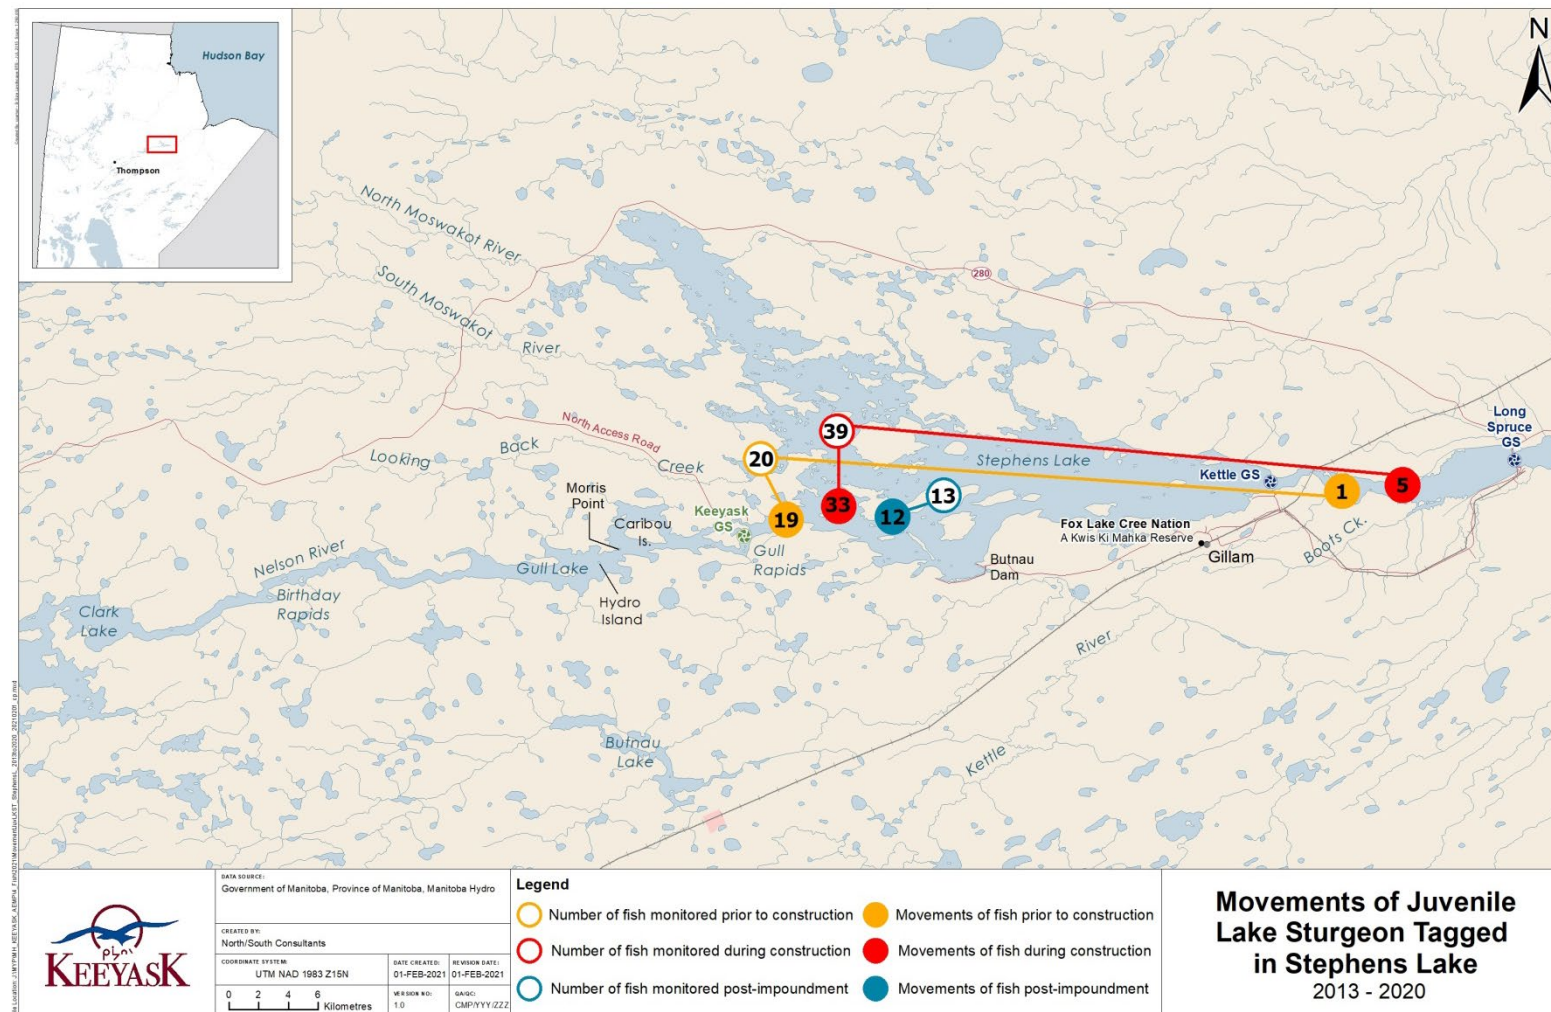 Hudson Bay
Thompson
N
North Moswakot River
South Moswakot
River
280
North Access Road
Looking
Back
Creek
39
20
Stephens Lake
Kettle GS
Long
Spruce
GS
1
5
13
12
33
19
Morris
Point
Caribou
Is.
Keeyask
GS
Gull
Rapids
Fox Lake Cree Nation
A Kwis Ki Mahka Reserve
Gillam
Boots Ck.
Butnau
Dam
Nelson River
Gull Lake
Birthday
Rapids
Hydro
Island
Clark
Lake
River
Kettle
Butnau
Lake
ᑭᔭᐢᐠ
KEEYASK
DATA SOURCE:
Government of Manitoba, Province of Manitoba, Manitoba Hydro
CREATED BY:
North/South Consultants
COORDINATE SYSTEM:
UTM NAD 1983 Z15N
DATE CREATED:
01-FEB-2021
REVISION DATE:
01-FEB-2021
0 2 4 6
Kilometres
VERSION NO:
1.0
QA/QC:
CMP/YYY/ZZZ
Legend
Number of fish monitored prior to construction
Movements of fish prior to construction
Number of fish monitored during construction
Movements of fish during construction
Number of fish monitored post-impoundment
Movements of fish post-impoundment
Movements of Juvenile
Lake Sturgeon Tagged
in Stephens Lake
2013 - 2020